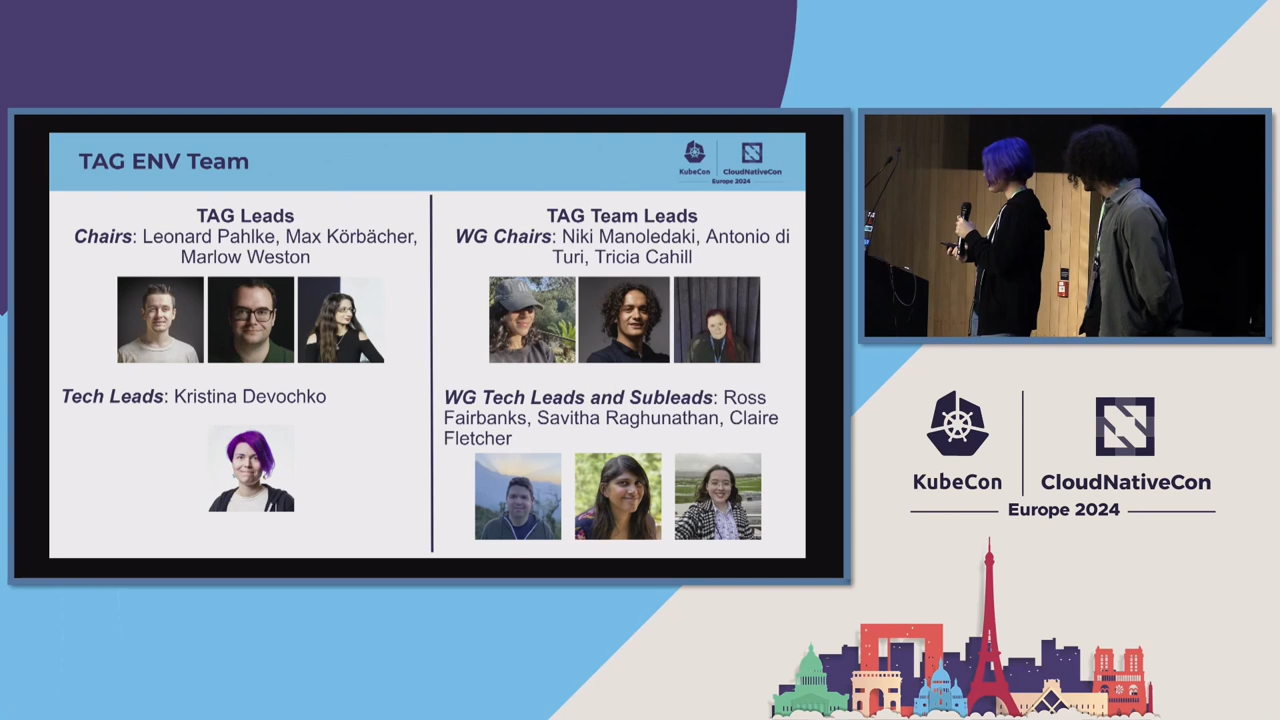 TAG ENV Team
KubeCon
CloudNativeCon
Europe 2024
TAG Leads
Chairs: Leonard Pahlke, Max Körbächer,
Marlow Weston
Tech Leads: Kristina Devochko
TAG Team Leads
WG Chairs: Niki Manoledaki, Antonio di
Turi, Tricia Cahill
WG Tech Leads and Subleads: Ross
Fairbanks, Savitha Raghunathan, Claire
Fletcher
KubeCon
CloudNativeCon
Europe 2024